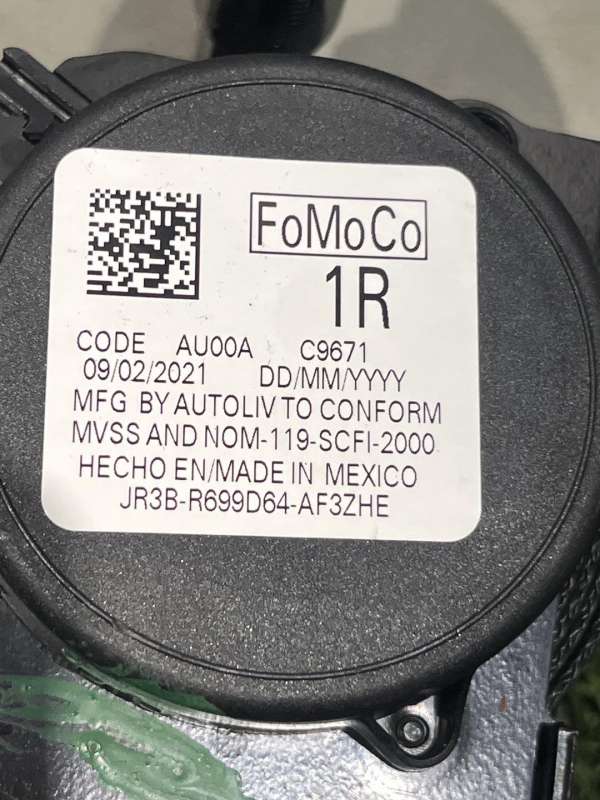 FoMoCo
1R
CODE AU00A C9671
09/02/2021 DD/MM/YYYY
MFG BY AUTOLIV TO CONFORM
MVSS AND NOM-119-SCFI-2000
HECHO EN/MADE IN MEXICO
JR3B-R699D64-AF3ZHE